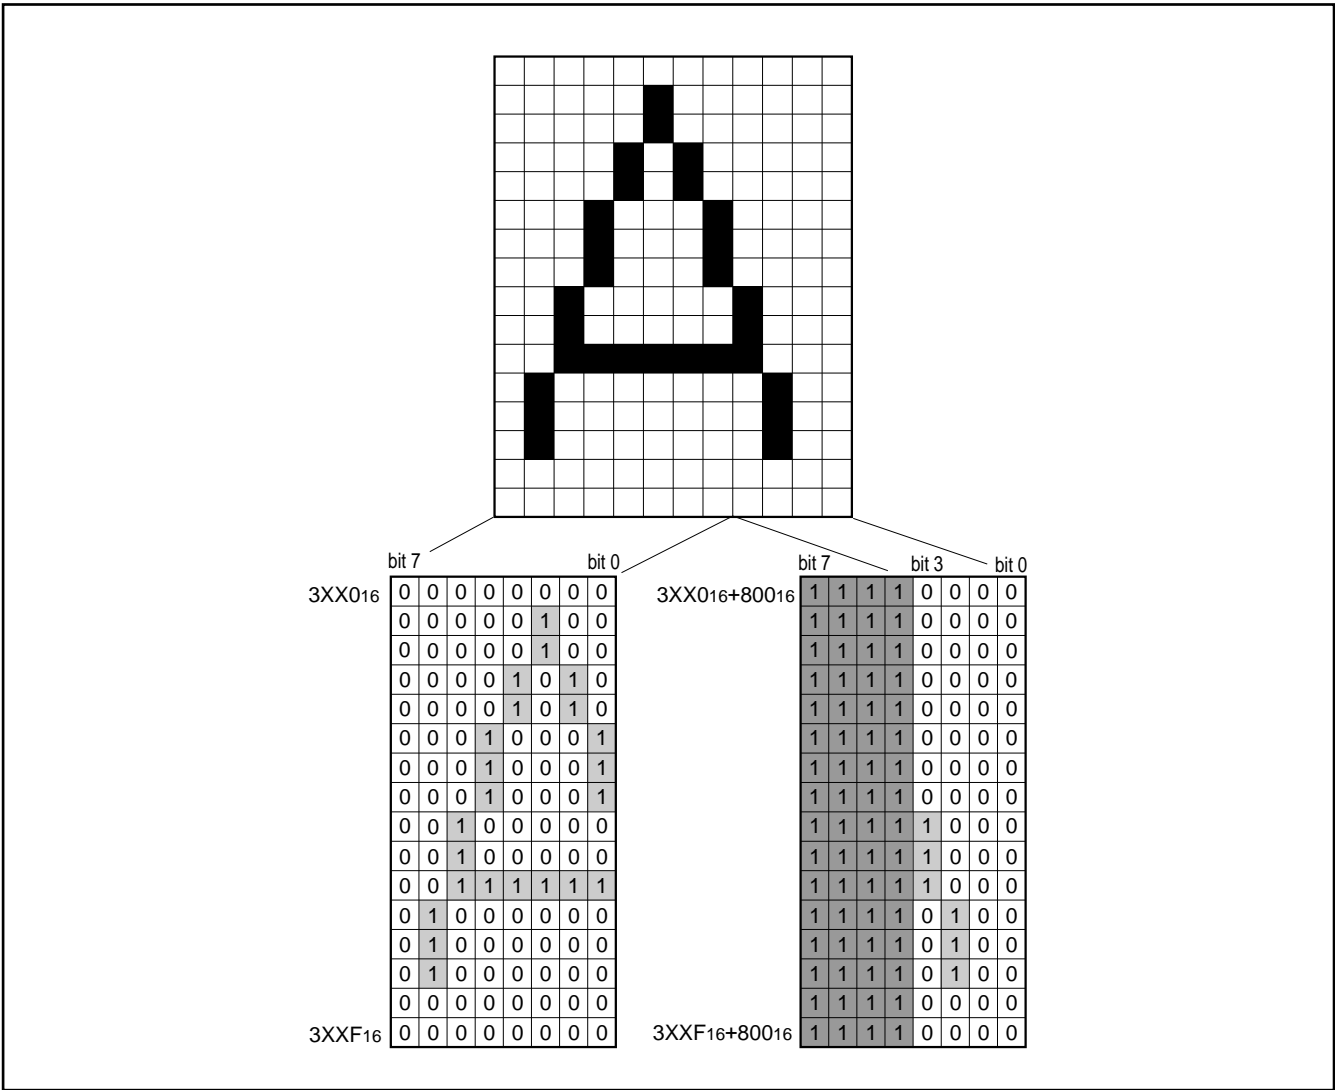 bit 7 bit 0 bit 7 bit 3 bit 0
3XX016 0 0 0 0 0 0 0 0 3XX016+80016 1 1 1 1 0 0 0 0
0 0 0 0 0 1 0 0 1 1 1 1 0 0 0 0
0 0 0 0 0 1 0 0 1 1 1 1 0 0 0 0
0 0 0 0 1 0 1 0 1 1 1 1 0 0 0 0
0 0 0 0 1 0 1 0 1 1 1 1 0 0 0 0
0 0 0 1 0 0 0 1 1 1 1 1 0 0 0 0
0 0 0 1 0 0 0 1 1 1 1 1 0 0 0 0
0 0 0 1 0 0 0 1 1 1 1 1 0 0 0 0
0 0 1 0 0 0 0 0 1 1 1 1 1 0 0 0
0 0 1 0 0 0 0 0 1 1 1 1 1 0 0 0
0 0 1 1 1 1 1 1 1 1 1 1 1 0 0 0
0 1 0 0 0 0 0 0 1 1 1 1 0 1 0 0
0 1 0 0 0 0 0 0 1 1 1 1 0 1 0 0
0 1 0 0 0 0 0 0 1 1 1 1 0 1 0 0
0 0 0 0 0 0 0 0 1 1 1 1 0 0 0 0
3XXF16 0 0 0 0 0 0 0 0 3XXF16+80016 1 1 1 1 0 0 0 0